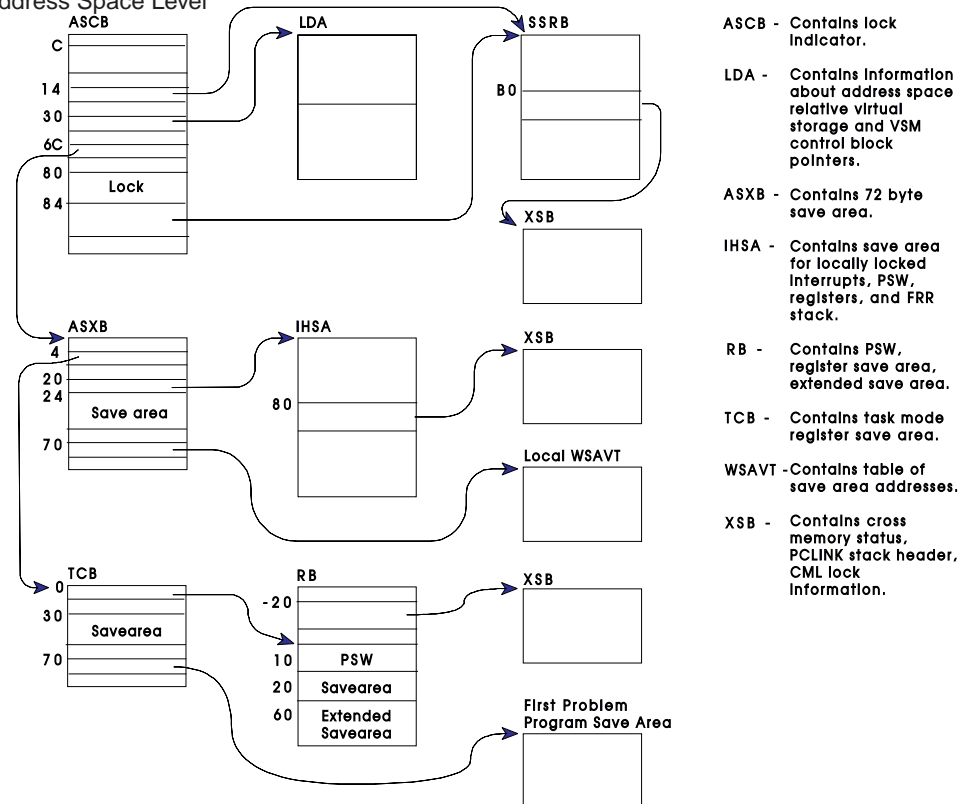 ddress Space Level
ASCB
C
14
30
6C
80
Lock
84
LDA
SSRB
B0
XSB
ASXB
4
20
24
Save area
70
IHSA
80
XSB
Local WSAVT
TCB
0
30
Savearea
70
RB
-20
10
PSW
20
Savearea
60
Extended
Savearea
XSB
First Problem
Program Save Area
ASCB - Contains lock
indicator.
LDA - Contains information
about address space
relative virtual
storage and VSM
control block
pointers.
ASXB - Contains 72 byte
save area.
IHSA - Contains save area
for locally locked
interrupts, PSW,
registers, and FRR
stack.
RB - Contains PSW,
register save area,
extended save area.
TCB - Contains task mode
register save area.
WSAVT - Contains table of
save area addresses.
XSB - Contains cross
memory status,
PCLINK stack header,
CML lock
information.